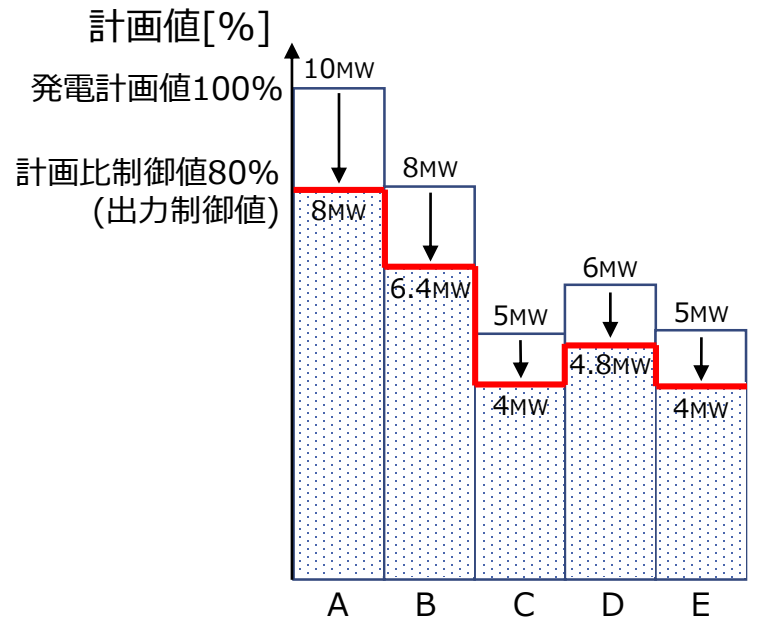 計画値[%]
10MW
発電計画値100%
計画比制御値80%
(出力制御値)
8MW
8MW
6.4MW
6MW
5MW
5MW
4.8MW
4MW
4MW
A B C D E